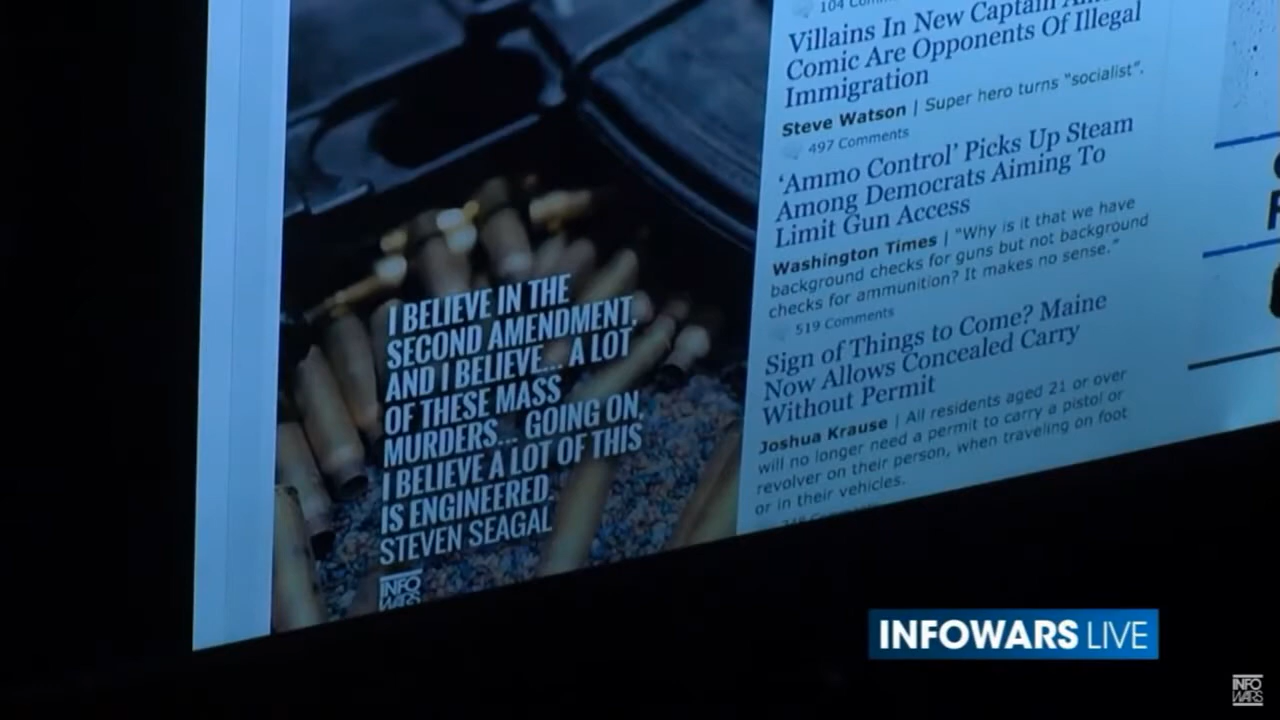 I BELIEVE IN THE
SECOND AMENDMENT,
AND I BELIEVE... A LOT
OF THESE MASS
MURDERS... GOING ON,
I BELIEVE A LOT OF THIS
IS ENGINEERED.
STEVEN SEAGAL
INFO
WARS
104
Villains In New Captain
Comic Are Opponents Of Illegal
Immigration
Steve Watson | Super hero turns “socialist”.
497 Comments
‘Ammo Control’ Picks Up Steam
Among Democrats Aiming To
Limit Gun Access
Washington Times | “Why is it that we have
background checks for guns but not background
checks for ammunition? It makes no sense.”
519 Comments
Sign of Things to Come? Maine
Now Allows Concealed Carry
Without Permit
Joshua Krause | All residents aged 21 or over
will no longer need a permit to carry a pistol or
revolver on their person, when traveling on foot
or in their vehicles.
INFOWARS LIVE
INFO
WARS